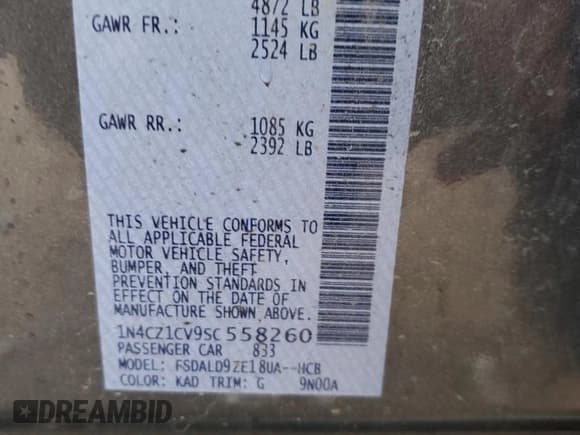 4872 LB
GAWR FR.: 1145 KG
2524 LB
GAWR RR.: 1085 KG
2392 LB
THIS VEHICLE CONFORMS TO
ALL APPLICABLE FEDERAL
MOTOR VEHICLE SAFETY,
BUMPER, AND THEFT
PREVENTION STANDARDS IN
EFFECT ON THE DATE OF
MANUFACTURE SHOWN ABOVE.
1N4CZ1CV9SC558260
PASSENGER CAR 833
MODEL: FSDALD9ZE18UA--HCB
COLOR: KAD TRIM: G 9N00A
DREAMBID